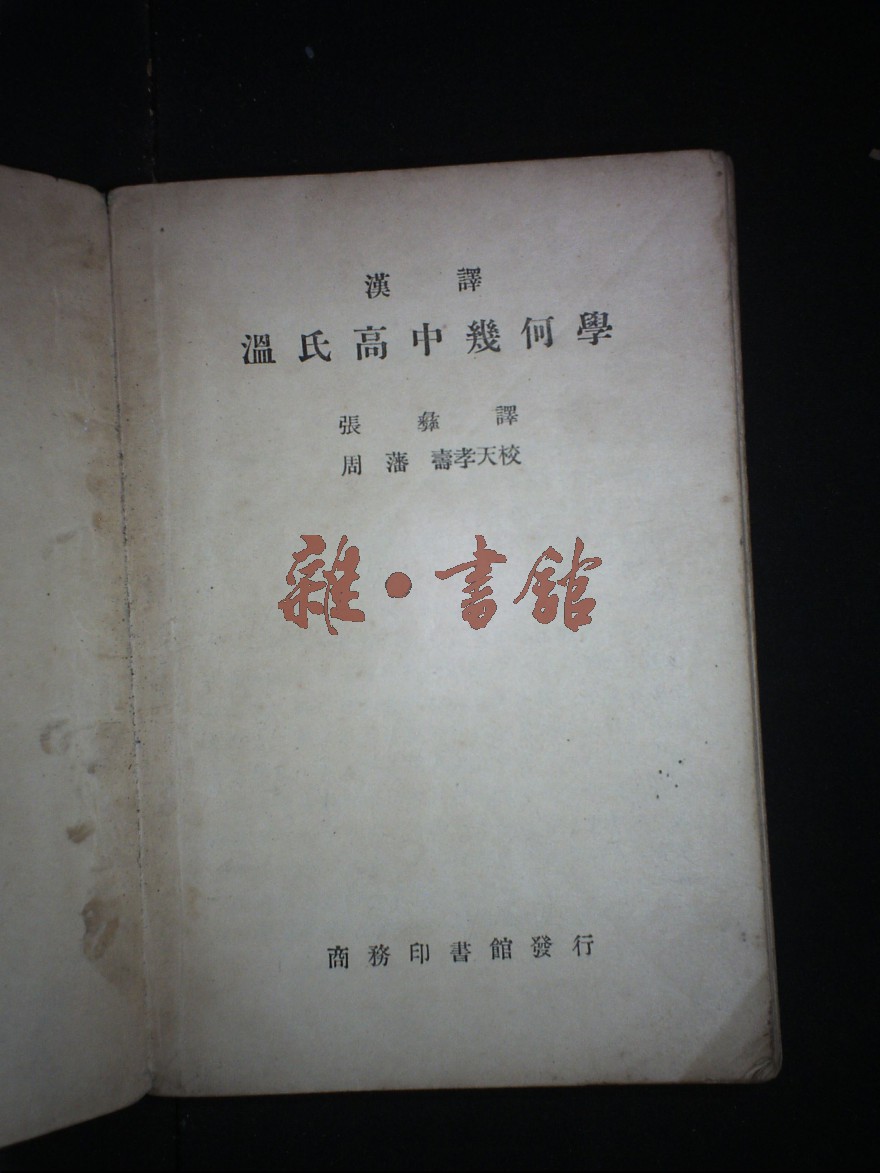 漢譯
溫氏高中幾何學
張彝譯
周藩 壽孝天校
雜·書館
商務印書館發行